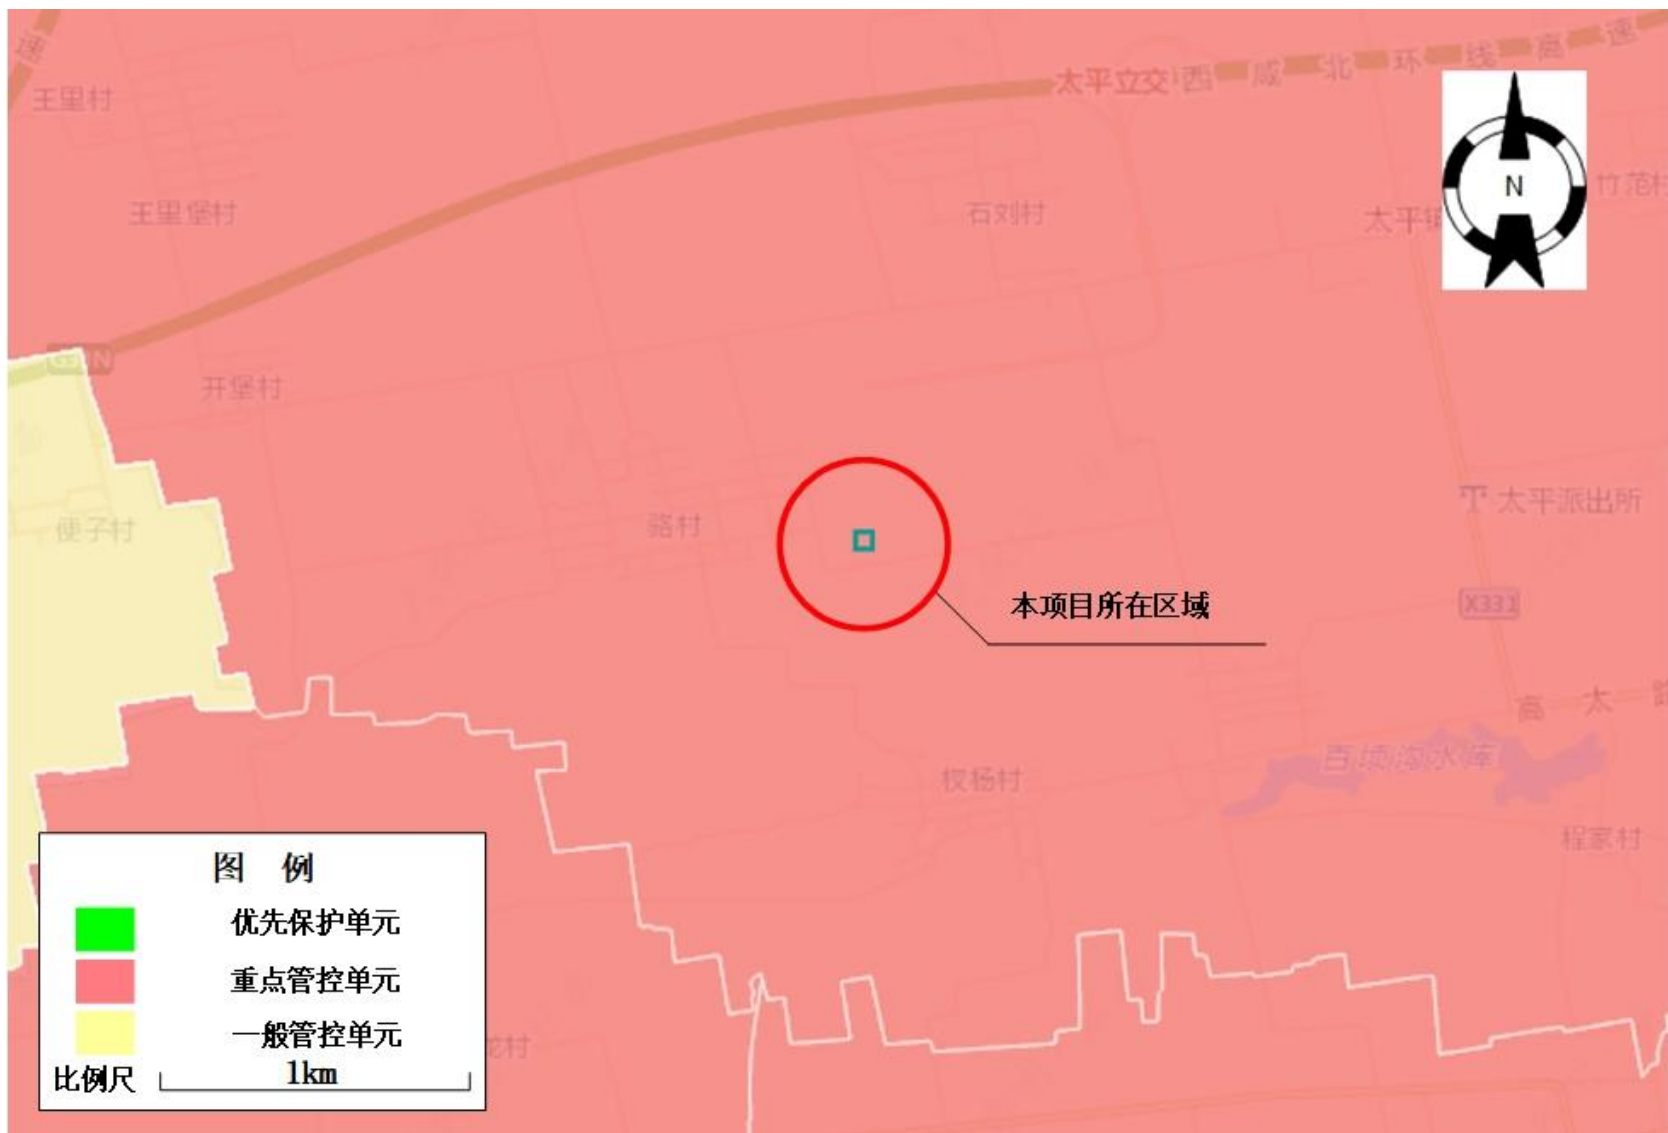 速
王里村
太平立交
西咸北环线高速
N
竹范村
王里堡村
石刘村
太平镇
开堡村
便子村
骆村
太平派出所
本项目所在区域
X331
高太路
百顷沟水库
权杨村
程家村
图 例
优先保护单元
重点管控单元
一般管控单元
比例尺
1km